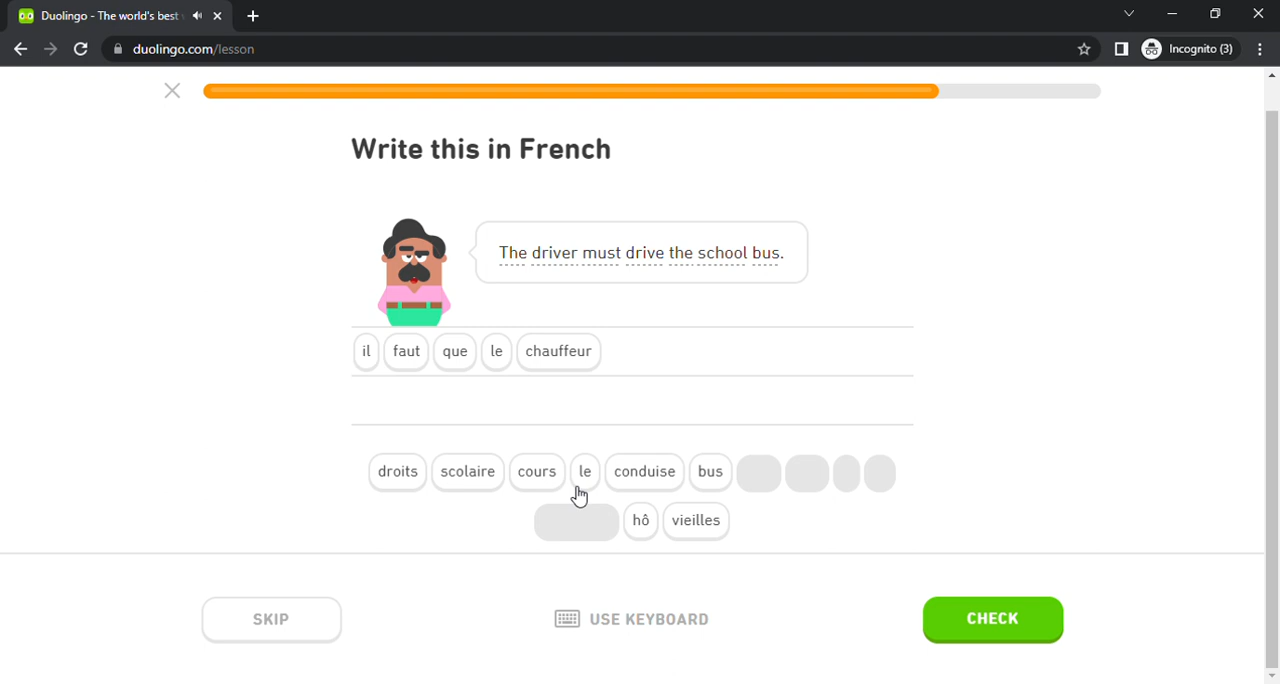 Duolingo - The world's best
duolingo.com/lesson
Incognito (3)
Write this in French
The driver must drive the school bus.
il faut que le chauffeur
droits scolaire cours le conduise bus
hô vieilles
SKIP USE KEYBOARD CHECK